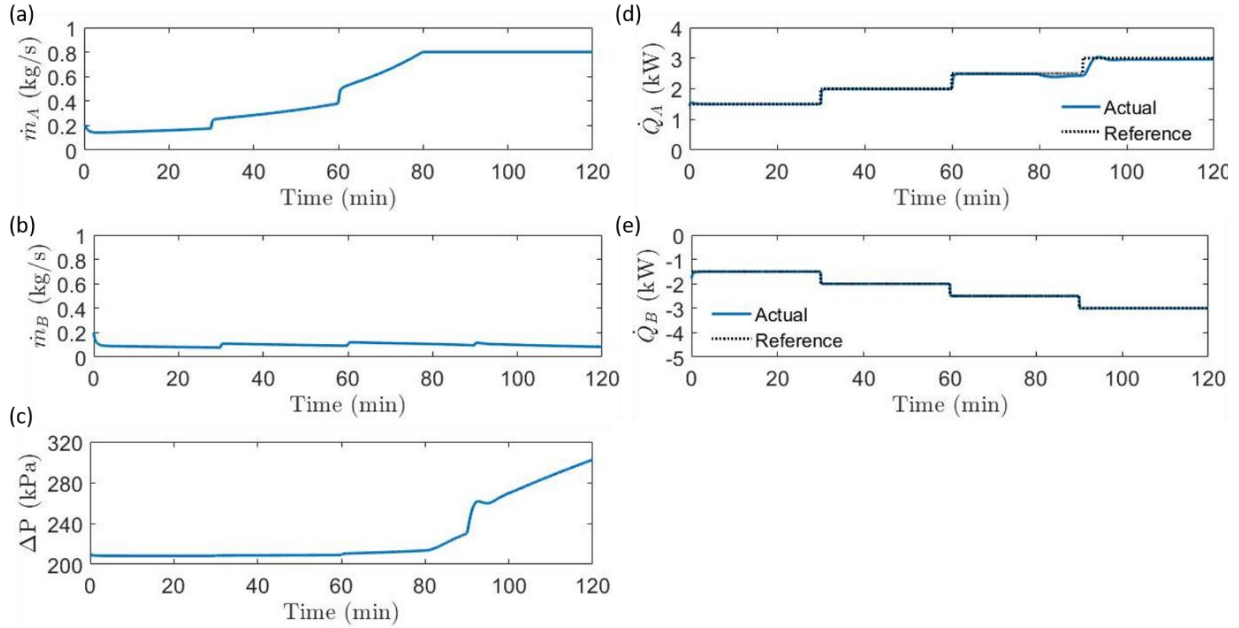 (a)
ṁ_A (kg/s)
1
0.8
0.6
0.4
0.2
0
0 20 40 60 80 100 120
Time (min)
(b)
ṁ_B (kg/s)
1
0.8
0.6
0.4
0.2
0
0 20 40 60 80 100 120
Time (min)
(c)
ΔP (kPa)
320
280
240
200
0 20 40 60 80 100 120
Time (min)
(d)
Q̇_A (kW)
4
3
2
1
0
Actual
Reference
0 20 40 60 80 100 120
Time (min)
(e)
Q̇_B (kW)
0
-1
-2
-3
-4
-5
Actual
Reference
0 20 40 60 80 100 120
Time (min)